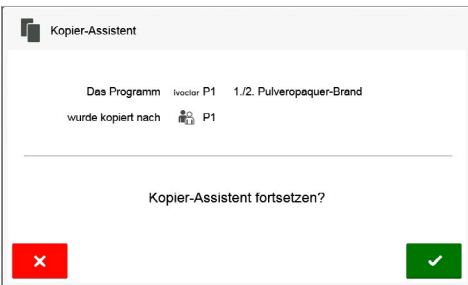 Kopier-Assistent
Das Programm ivoclar P1 1./2. Pulveropaquer-Brand
wurde kopiert nach P1
Kopier-Assistent fortsetzen?